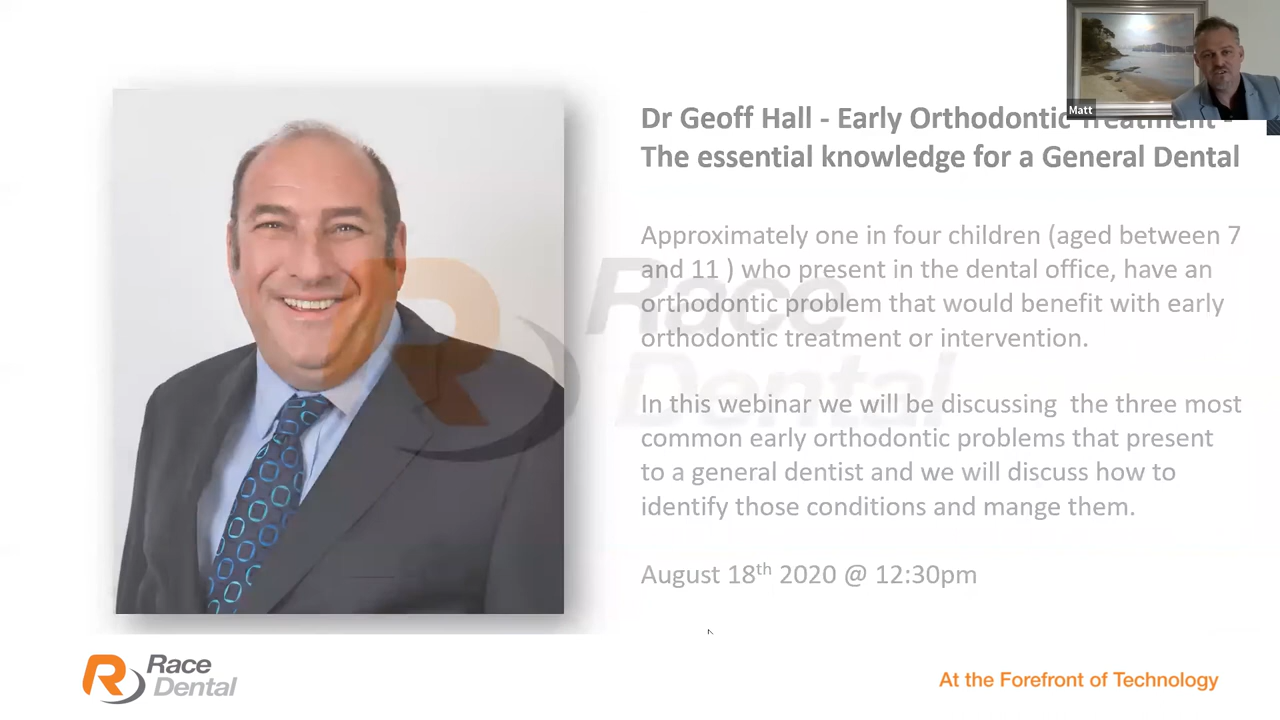 Matt
Dr Geoff Hall - Early Orthodontic Treatment -
The essential knowledge for a General Dental
Approximately one in four children (aged between 7
and 11 ) who present in the dental office, have an
orthodontic problem that would benefit with early
orthodontic treatment or intervention.
In this webinar we will be discussing  the three most
common early orthodontic problems that present
to a general dentist and we will discuss how to
identify those conditions and mange them.
August 18th 2020 @ 12:30pm
Race
Dental
Race
Dental
At the Forefront of Technology